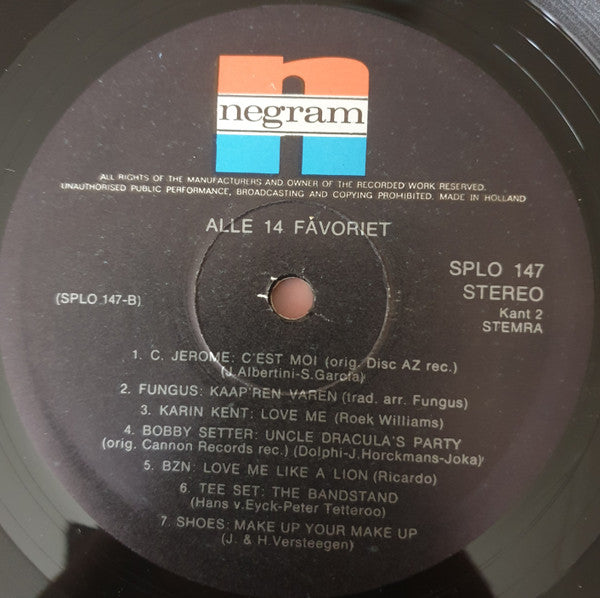 n
negram
ALL RIGHTS OF THE MANUFACTURERS AND OWNER OF THE RECORDED WORK RESERVED.
UNAUTHORISED PUBLIC PERFORMANCE, BROADCASTING AND COPYING PROHIBITED. MADE IN HOLLAND
ALLE 14 FAVORIET
SPLO 147
STEREO
Kant 2
STEMRA
(SPLO 147-B)
1. C. JEROME: C'EST MOI (orig. Disc AZ rec.)
(J.Albertini-S.Garcia)
2. FUNGUS: KAAP'REN VAREN (trad. arr. Fungus)
3. KARIN KENT: LOVE ME (Roek Williams)
4. BOBBY SETTER: UNCLE DRACULA'S PARTY
(orig. Cannon Records rec.) (Dolphi-J.Horckmans-Joka)
5. BZN: LOVE ME LIKE A LION (Ricardo)
6. TEE SET: THE BANDSTAND
(Hans v.Eyck-Peter Tetteroo)
7. SHOES: MAKE UP YOUR MAKE UP
(J. & H.Versteegen)